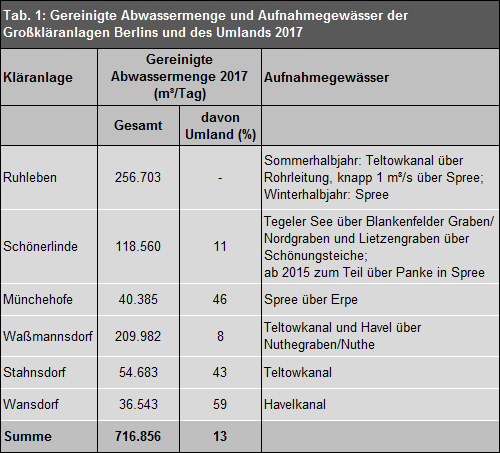 Tab. 1: Gereinigte Abwassermenge und Aufnahmegewässer der
Großkläranlagen Berlins und des Umlands 2017
Kläranlage
Gereinigte
Abwassermenge 2017
(m³/Tag)
Aufnahmegewässer
Gesamt
davon
Umland (%)
Ruhleben
256.703
-
Sommerhalbjahr: Teltowkanal über
Rohrleitung, knapp 1 m³/s über Spree;
Winterhalbjahr: Spree
Schönerlinde
118.560
11
Tegeler See über Blankenfelder Graben/
Nordgraben und Lietzengraben über
Schönungsteiche;
ab 2015 zum Teil über Panke in Spree
Münchehofe
40.385
46
Spree über Erpe
Waßmannsdorf
209.982
8
Teltowkanal und Havel über
Nuthegraben/Nuthe
Stahnsdorf
54.683
43
Teltowkanal
Wansdorf
36.543
59
Havelkanal
Summe
716.856
13